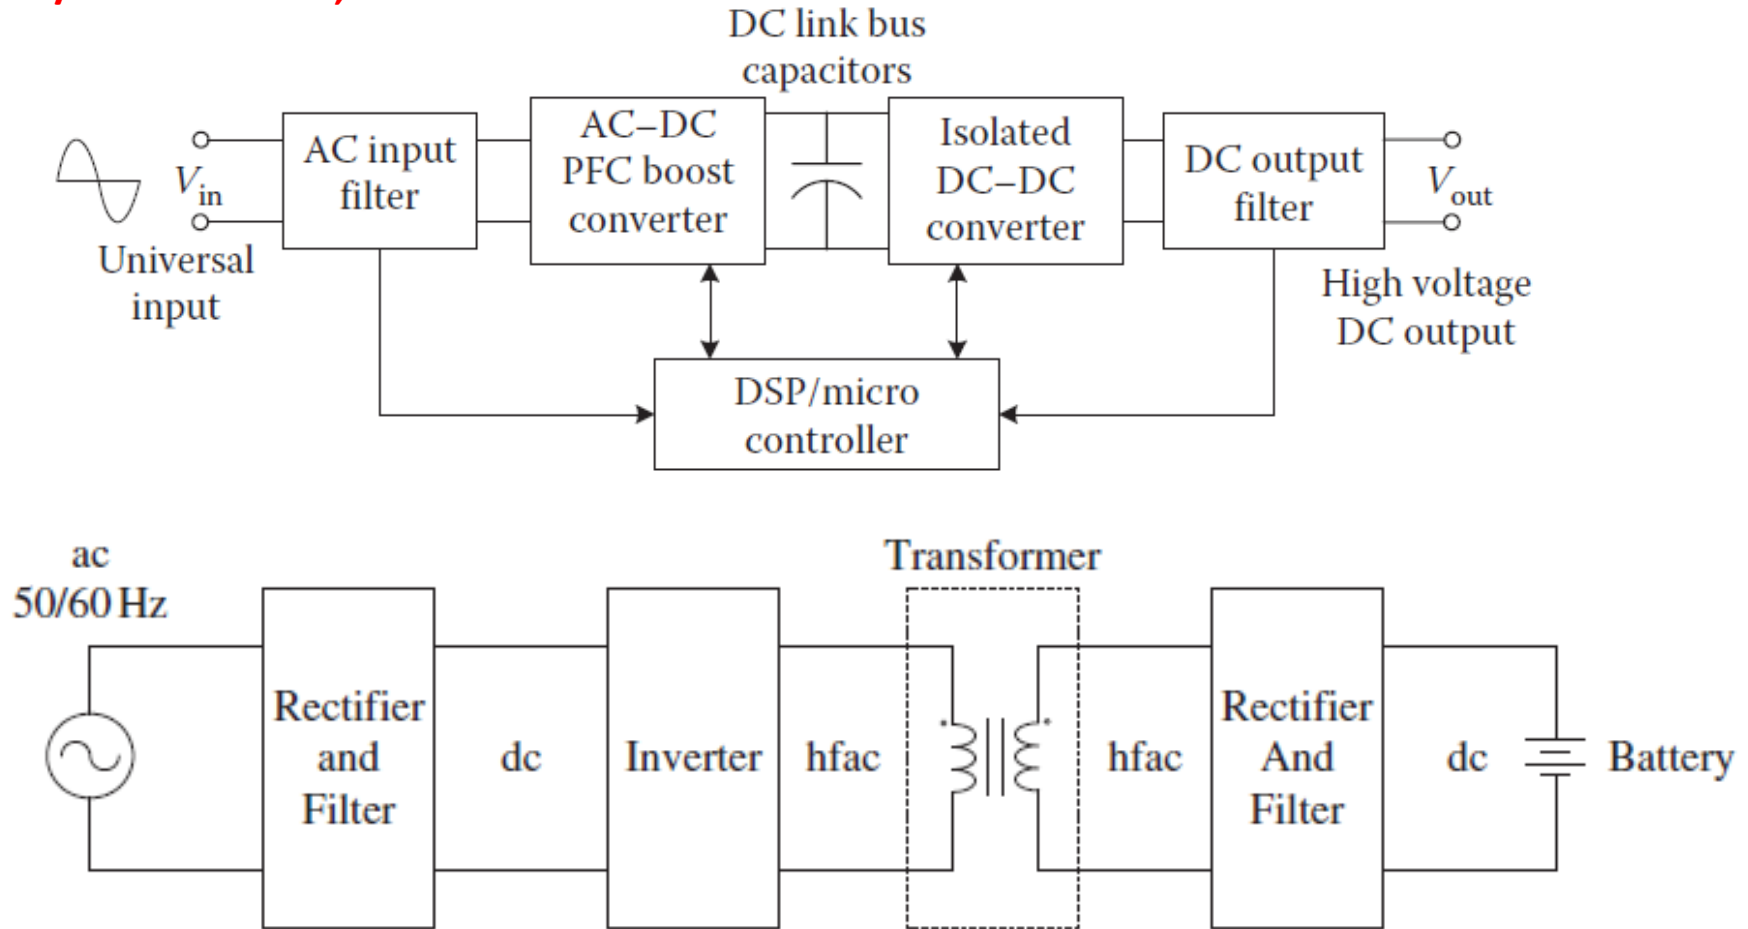 DC link bus
capacitors
AC input
filter
AC–DC
PFC boost
converter
Isolated
DC–DC
converter
DC output
filter
Vin
Vout
Universal
input
High voltage
DC output
DSP/micro
controller
ac
50/60 Hz
Transformer
Rectifier
and
Filter
dc
Inverter
hfac
hfac
Rectifier
And
Filter
dc
Battery